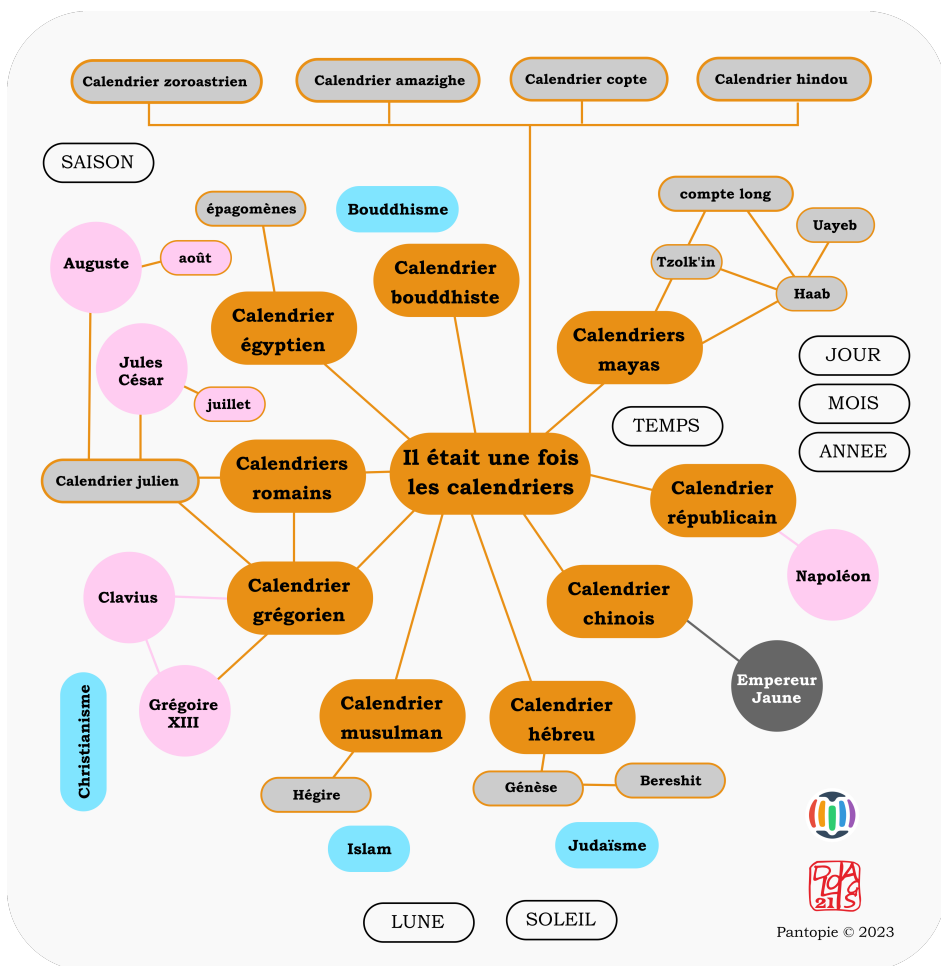 Calendrier zoroastrien
Calendrier amazighe
Calendrier copte
Calendrier hindou
SAISON
épagomènes
Bouddhisme
compte long
Uayeb
Auguste
août
Calendrier
bouddhiste
Tzolk'in
Haab
Calendrier
égyptien
Calendriers
mayas
JOUR
Jules
César
juillet
MOIS
TEMPS
ANNEE
Il était une fois
les calendriers
Calendriers
romains
Calendrier julien
Calendrier
républicain
Napoléon
Clavius
Calendrier
grégorien
Calendrier
chinois
Empereur
Jaune
Grégoire
XIII
Christianisme
Calendrier
musulman
Calendrier
hébreu
Hégire
Génèse
Bereshit
Islam
Judaïsme
LUNE
SOLEIL
21
Pantopie © 2023